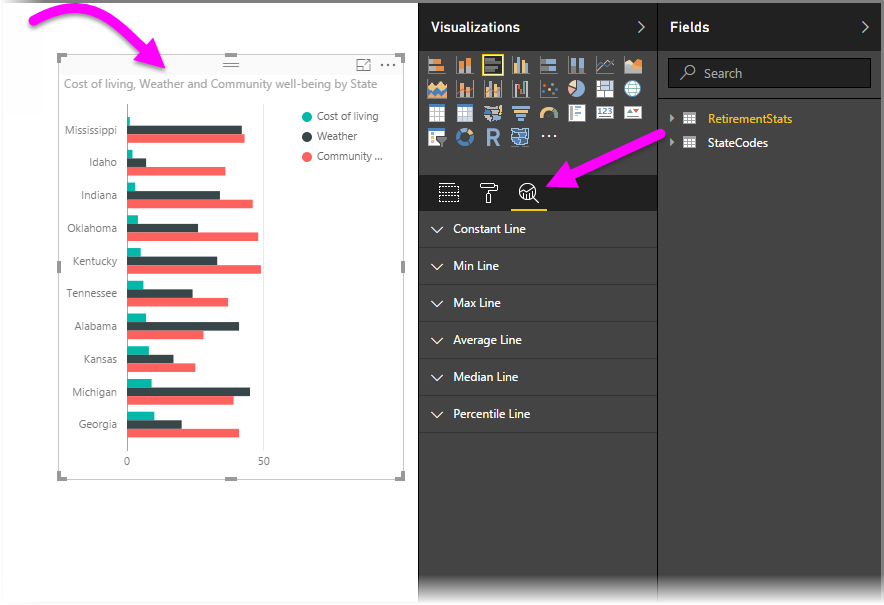 Cost of living, Weather and Community well-being by State
Cost of living
Weather
Community ...
Mississippi
Idaho
Indiana
Oklahoma
Kentucky
Tennessee
Alabama
Kansas
Michigan
Georgia
0 50
Visualizations
R
123
Constant Line
Min Line
Max Line
Average Line
Median Line
Percentile Line
Fields
Search
RetirementStats
StateCodes